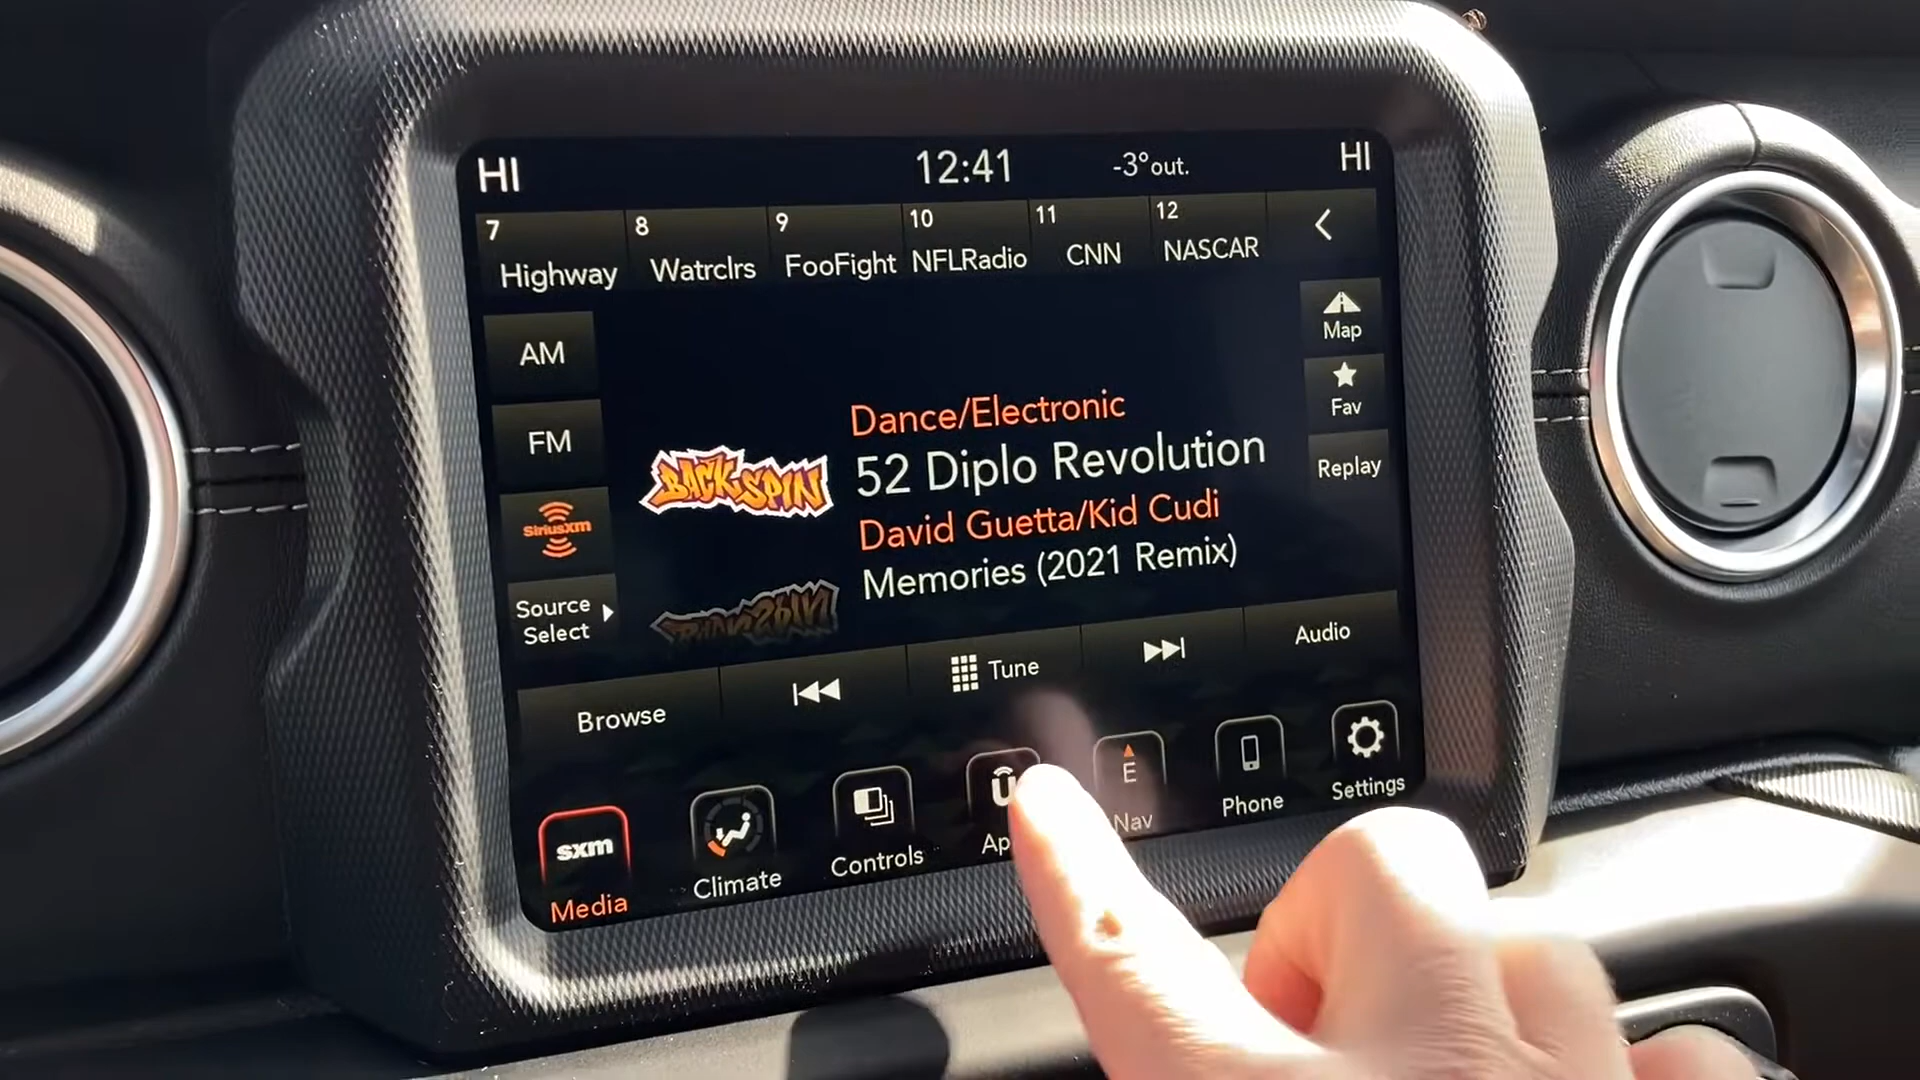 HI 12:41 -3°out. HI
7 8 9 10 11 12
Highway Watrclrs FooFight NFLRadio CNN NASCAR
Map
AM
Fav
FM
Replay
SiriusXM
Source
Select
BACKSPIN
Dance/Electronic
52 Diplo Revolution
David Guetta/Kid Cudi
Memories (2021 Remix)
Browse Tune Audio
sxm E
Media Climate Controls Nav Phone Settings